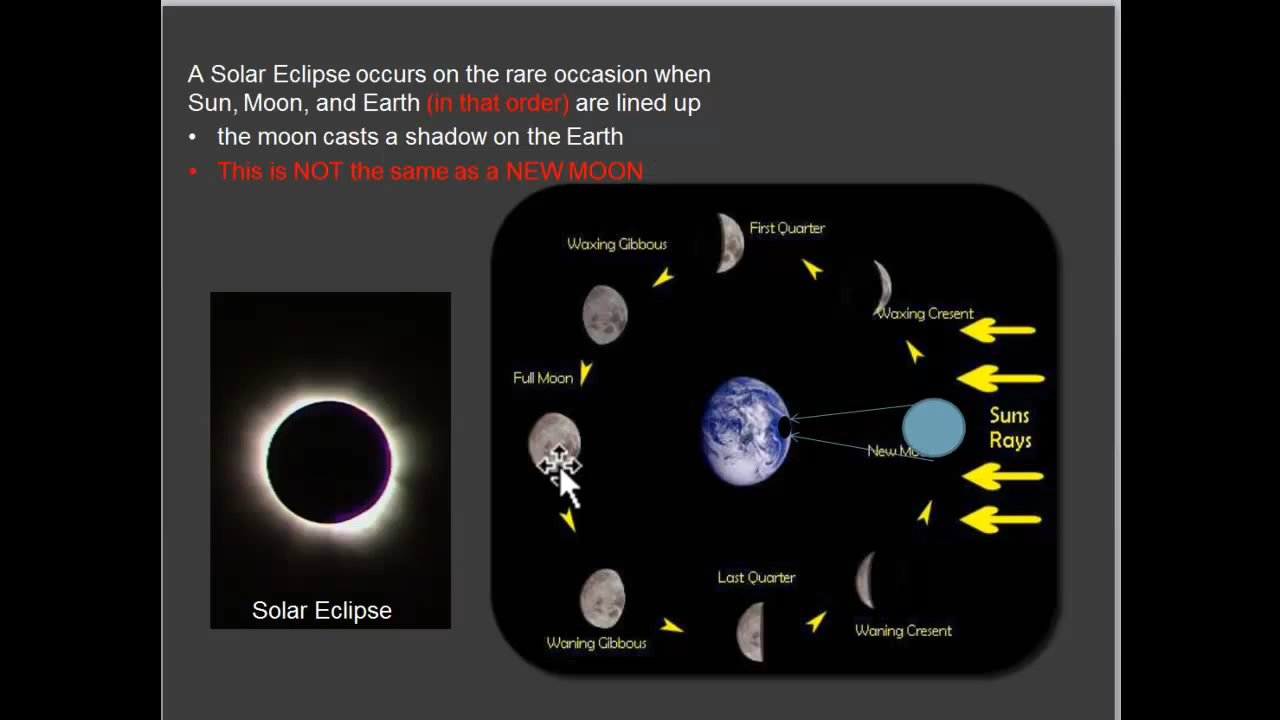 A Solar Eclipse occurs on the rare occasion when
Sun, Moon, and Earth (in that order) are lined up
• the moon casts a shadow on the Earth
• This is NOT the same as a NEW MOON
First Quarter
Waxing Gibbous
Waxing Cresent
Full Moon
Suns
Rays
New
Last Quarter
Solar Eclipse
Waning Cresent
Waning Gibbous